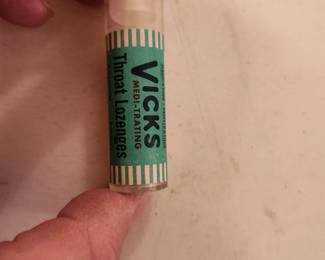 VICKS
MEDI-TRATING
Throat Lozenges